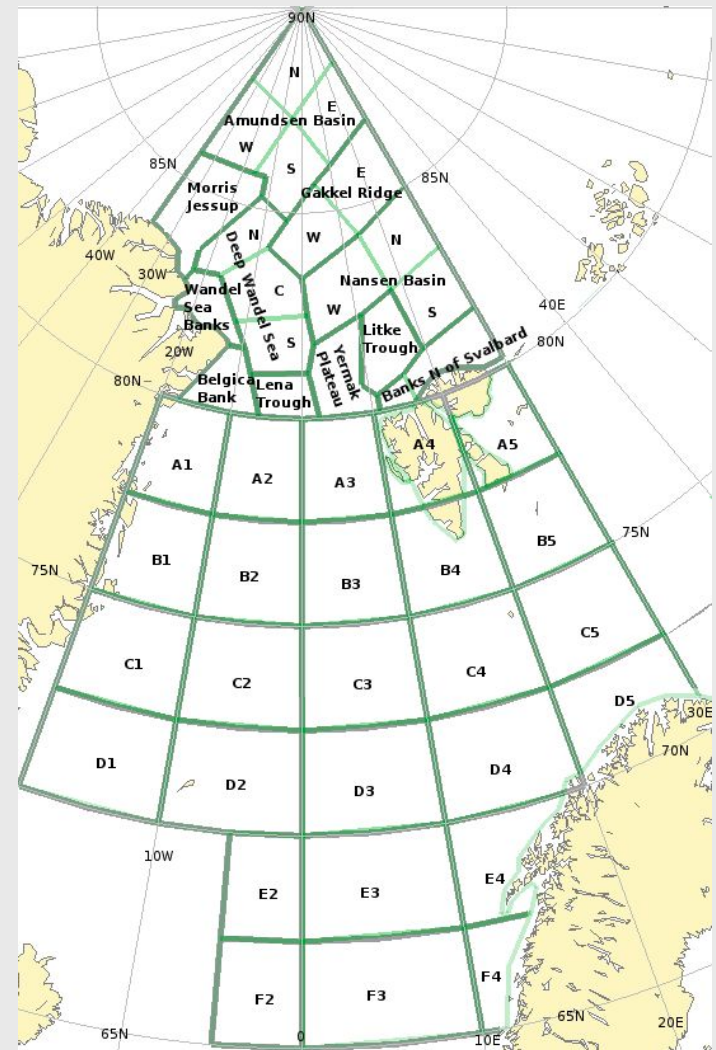 90N
N
E
Amundsen Basin
W
85N
S
E
85N
Morris
Jessup
Gakkel Ridge
N
W
N
40W
30W
Deep Wandel Sea
Wandel
Sea
Banks
C
Nansen Basin
W
S
40E
Litke
Trough
S
80N
20W
Yermak
Plateau
Banks N of Svalbard
80N
Belgica
Bank
Lena
Trough
A1
A2
A3
A4
A5
75N
B1
B2
B3
B4
B5
75N
C1
C2
C3
C4
C5
D5
30E
70N
D1
D2
D3
D4
10W
E2
E3
E4
F2
F3
F4
65N
0
10E
65N
20E